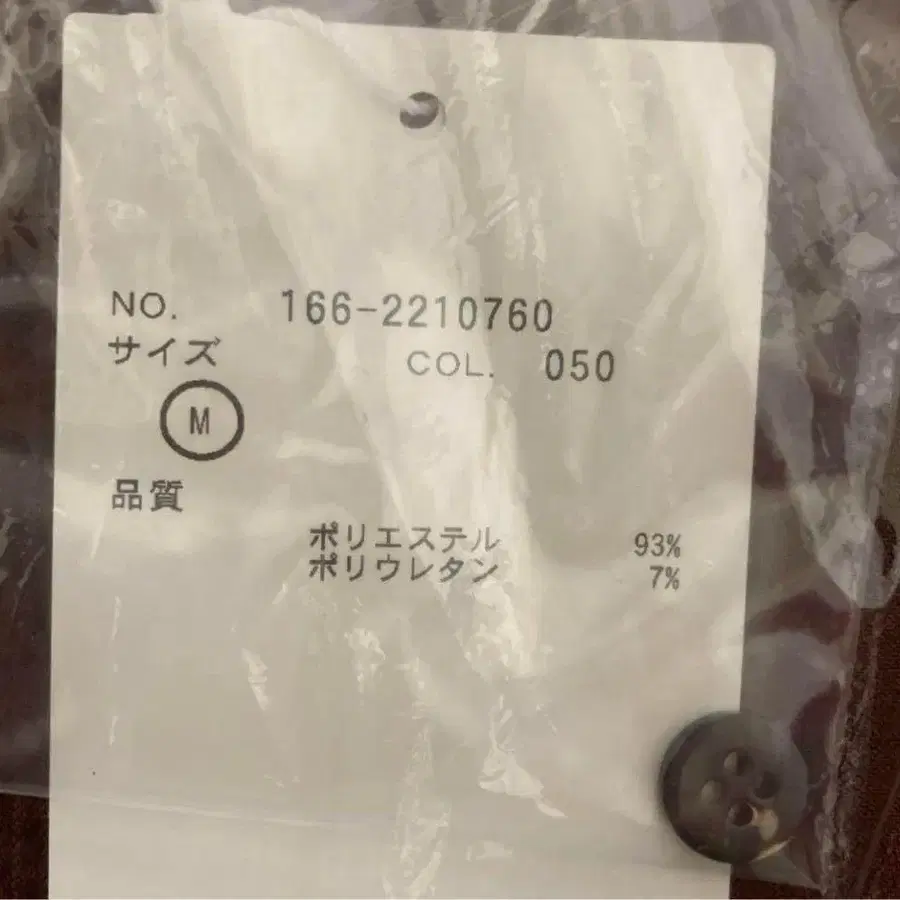 NO. 166-2210760
サイズ COL. 050
M
品質
ポリエステル 93%
ポリウレタン 7%